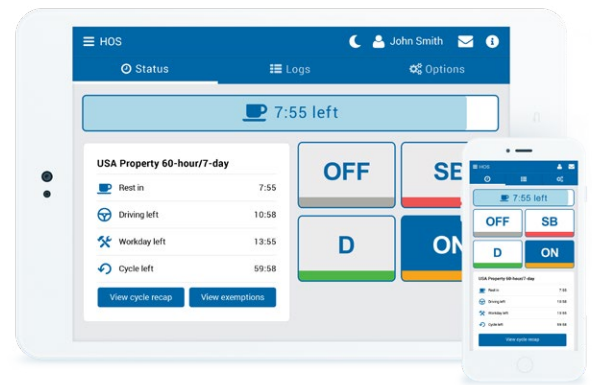 HOS
John Smith
Status
Logs
Options
7:55 left
USA Property 60-hour/7-day
Rest in 7:55
Driving left 10:58
Workday left 13:55
Cycle left 59:58
View cycle recap
View exemptions
OFF
SB
D
ON
HOS
7:55 left
OFF
SB
D
ON
USA Property 60-hour/7-day
Rest in 7:55
Driving left 10:58
Workday left 13:55
Cycle left 59:58
View cycle recap